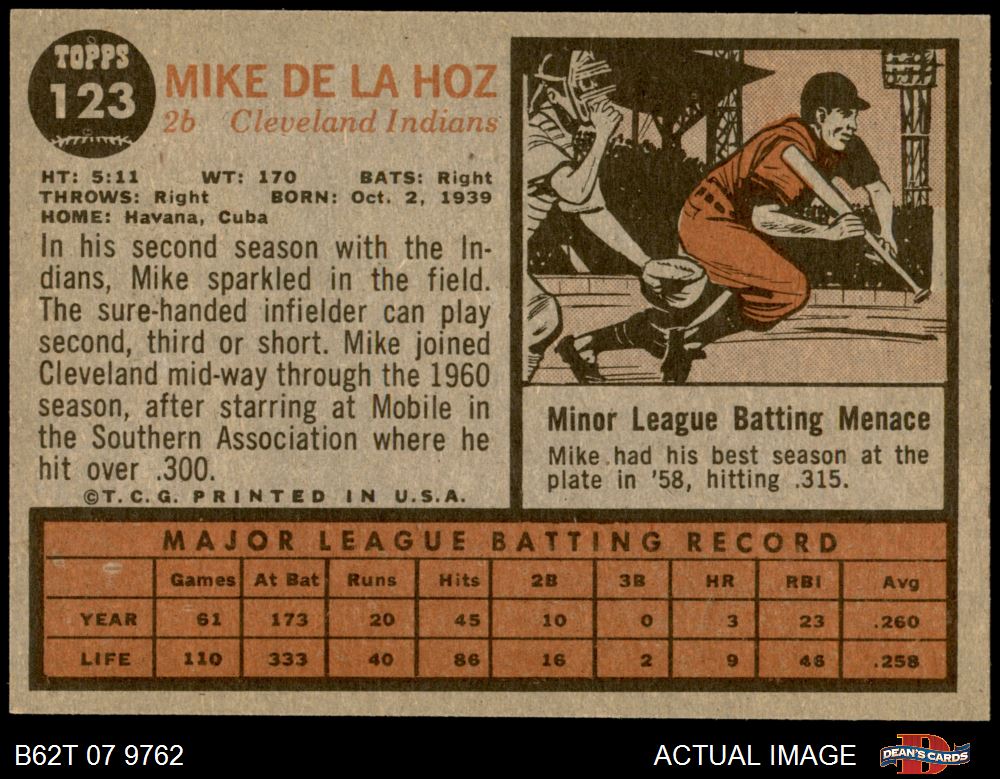 TOPPS
123
MIKE DE LA HOZ
2b Cleveland Indians
HT: 5:11 WT: 170 BATS: Right
THROWS: Right BORN: Oct. 2, 1939
HOME: Havana, Cuba
In his second season with the In-
dians, Mike sparkled in the field.
The sure-handed infielder can play
second, third or short. Mike joined
Cleveland mid-way through the 1960
season, after starring at Mobile in
the Southern Association where he
hit over .300.
©T.C.G. PRINTED IN U.S.A.
Minor League Batting Menace
Mike had his best season at the
plate in '58, hitting .315.
MAJOR LEAGUE BATTING RECORD
Games At Bat Runs Hits 2B 3B HR RBI Avg
YEAR 61 173 20 45 10 0 3 23 .260
LIFE 110 333 40 86 16 2 9 46 .258
B62T 07 9762 ACTUAL IMAGE DEAN'S CARDS